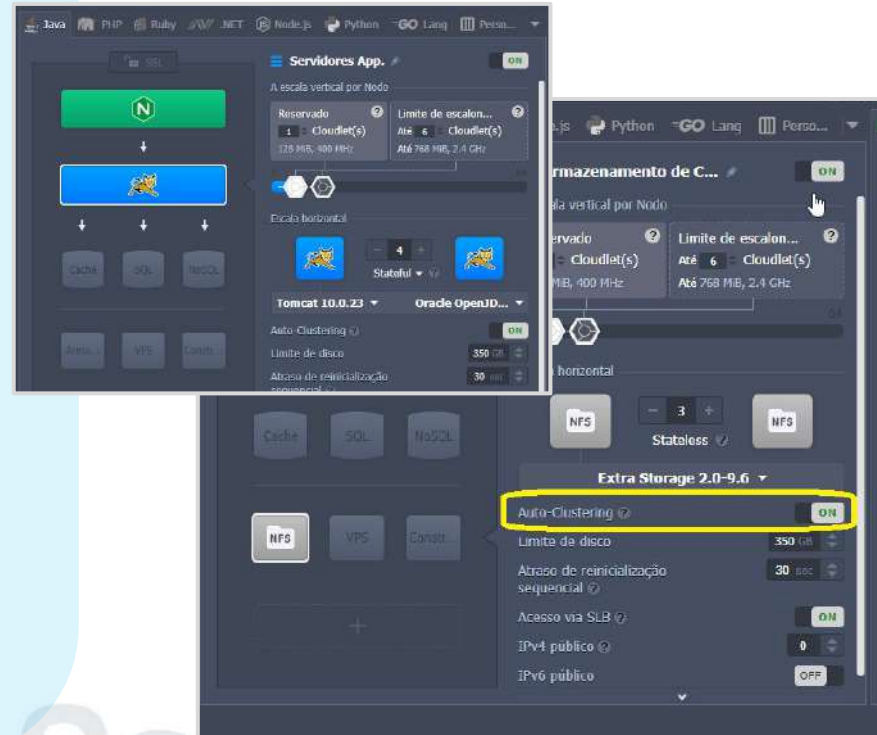 Java PHP Ruby .NET Node.js Python GO Lang Perso...
SSL
Servidores App.
ON
A escala vertical por Nodo
Reservado ?
1 Cloudlet(s)
128 MiB, 400 MHz
Limite de escalon... ?
Até 6 Cloudlet(s)
Até 768 MiB, 2.4 GHz
Escala horizontal
4
Stateful
Tomcat 10.0.23
Oracle OpenJD...
Auto-Clustering ?
ON
Limite de disco
350 GB
Atraso de reinicialização
sequencial
30 sec
Cache SQL NoSQL
VPS Constr...
.js Python GO Lang Perso...
rmazenamento de C...
ON
ala vertical por Nodo
ervado ?
Cloudlet(s)
MiB, 400 MHz
Limite de escalon... ?
Até 6 Cloudlet(s)
Até 768 MiB, 2.4 GHz
horizontal
NFS
3
NFS
Stateless ?
Extra Storage 2.0-9.6
Auto-Clustering ?
ON
Limite de disco
350 GB
Atraso de reinicialização
sequencial ?
30 sec
Acesso via SLB ?
ON
IPv4 público ?
0
IPv6 público
OFF
Cache SQL NoSQL
NFS VPS Constr...